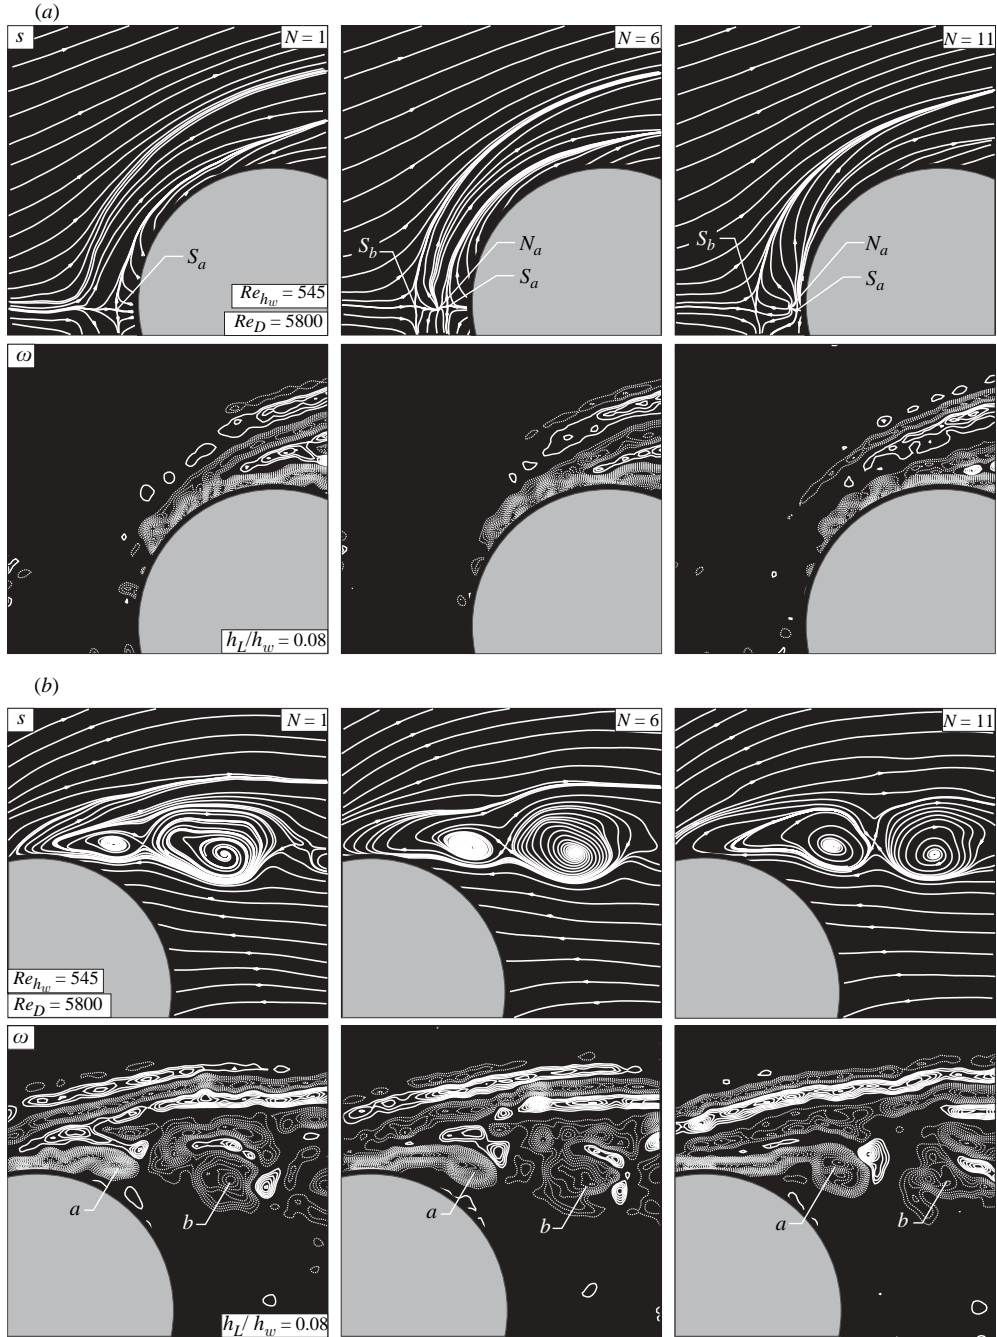 (a)
s
N = 1
N = 6
N = 11
S_a
S_b
N_a
S_a
S_b
N_a
S_a
Re_{h_w} = 545
Re_D = 5800
ω
h_L/h_w = 0.08
(b)
s
N = 1
N = 6
N = 11
Re_{h_w} = 545
Re_D = 5800
ω
a
b
a
b
a
b
h_L/h_w = 0.08